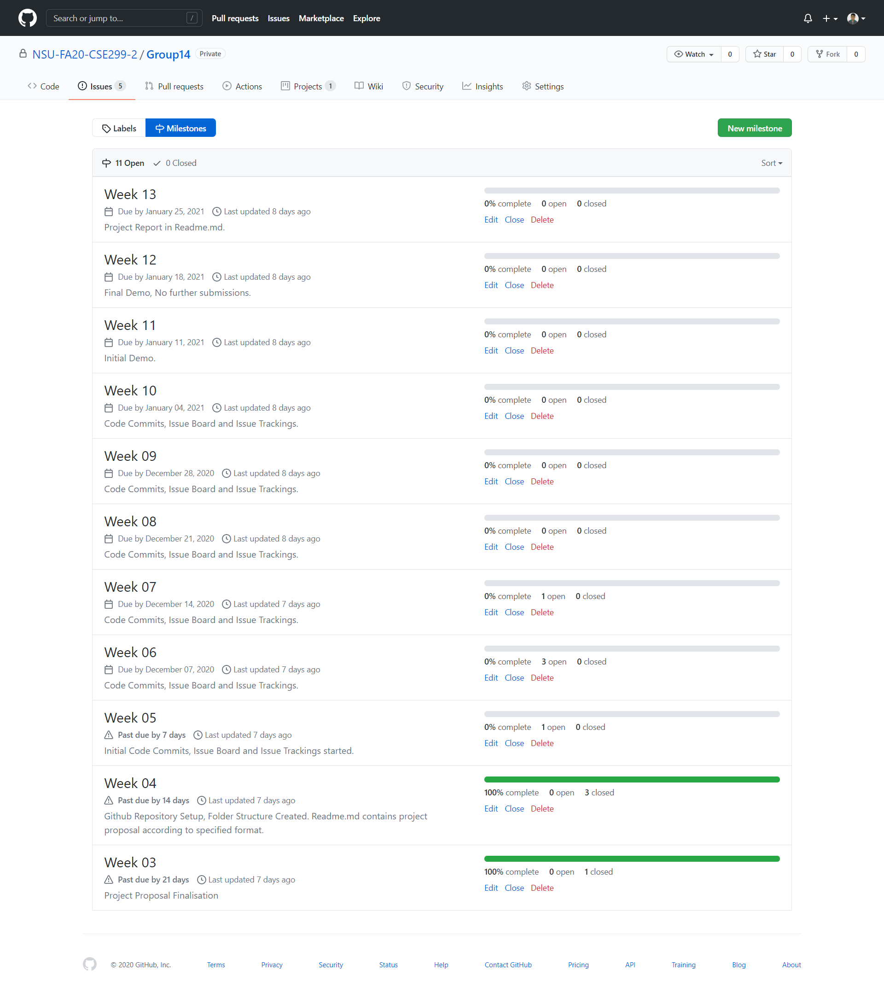 Search or jump to... / Pull requests Issues Marketplace Explore
NSU-FA20-CSE299-2 / Group14 Private Watch 0 Star 0 Fork 0
Code Issues 5 Pull requests Actions Projects 1 Wiki Security Insights Settings
Labels Milestones New milestone
11 Open 0 Closed Sort
Week 13
Due by January 25, 2021 Last updated 8 days ago
Project Report in Readme.md.
0% complete 0 open 0 closed
Edit Close Delete
Week 12
Due by January 18, 2021 Last updated 8 days ago
Final Demo, No further submissions.
0% complete 0 open 0 closed
Edit Close Delete
Week 11
Due by January 11, 2021 Last updated 8 days ago
Initial Demo.
0% complete 0 open 0 closed
Edit Close Delete
Week 10
Due by January 04, 2021 Last updated 8 days ago
Code Commits, Issue Board and Issue Trackings.
0% complete 0 open 0 closed
Edit Close Delete
Week 09
Due by December 28, 2020 Last updated 8 days ago
Code Commits, Issue Board and Issue Trackings.
0% complete 0 open 0 closed
Edit Close Delete
Week 08
Due by December 21, 2020 Last updated 8 days ago
Code Commits, Issue Board and Issue Trackings.
0% complete 0 open 0 closed
Edit Close Delete
Week 07
Due by December 14, 2020 Last updated 7 days ago
Code Commits, Issue Board and Issue Trackings.
0% complete 1 open 0 closed
Edit Close Delete
Week 06
Due by December 07, 2020 Last updated 7 days ago
Code Commits, Issue Board and Issue Trackings.
0% complete 3 open 0 closed
Edit Close Delete
Week 05
Past due by 7 days Last updated 7 days ago
Initial Code Commits, Issue Board and Issue Trackings started.
0% complete 1 open 0 closed
Edit Close Delete
Week 04
Past due by 14 days Last updated 7 days ago
Github Repository Setup, Folder Structure Created. Readme.md contains project
proposal according to specified format.
100% complete 0 open 3 closed
Edit Close Delete
Week 03
Past due by 21 days Last updated 7 days ago
Project Proposal Finalisation
100% complete 0 open 1 closed
Edit Close Delete
© 2020 GitHub, Inc. Terms Privacy Security Status Help Contact GitHub Pricing API Training Blog About